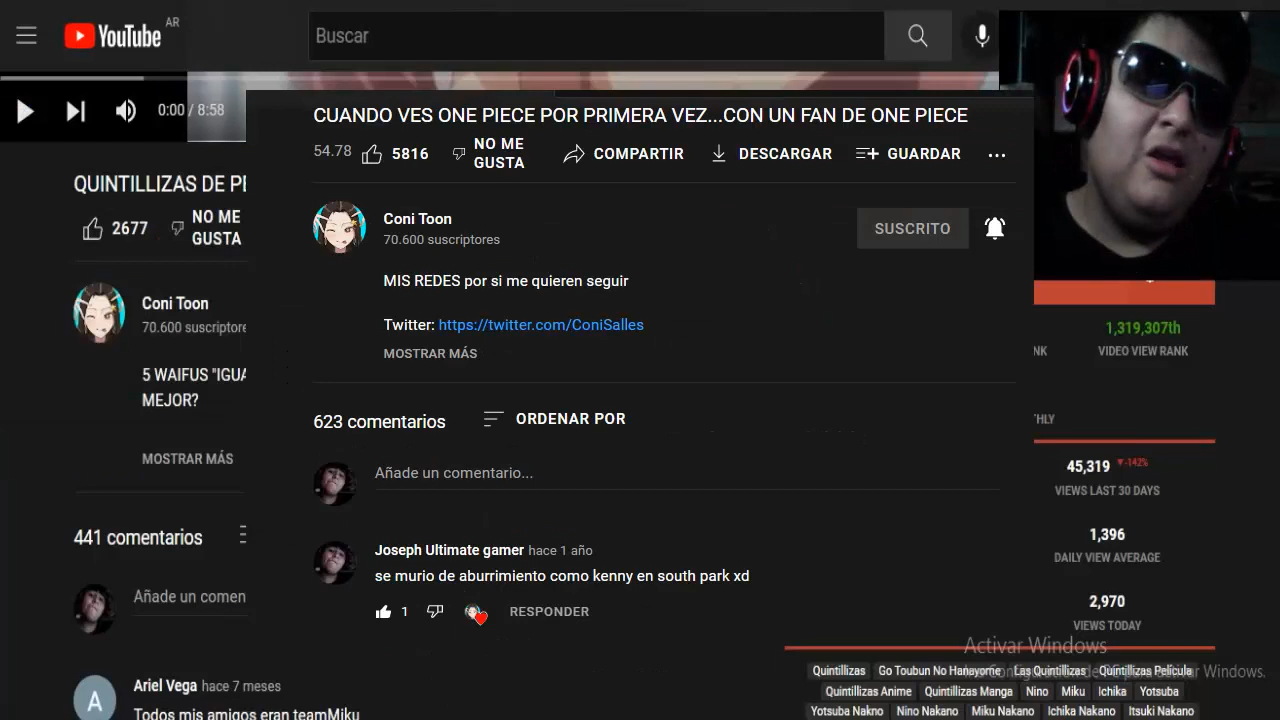 YouTube AR
Buscar
0:00 / 8:58
CUANDO VES ONE PIECE POR PRIMERA VEZ...CON UN FAN DE ONE PIECE
54.78
5816
NO ME GUSTA
COMPARTIR
DESCARGAR
GUARDAR
Coni Toon
70.600 suscriptores
SUSCRITO
MIS REDES por si me quieren seguir
Twitter: https://twitter.com/ConiSalles
MOSTRAR MÁS
623 comentarios
ORDENAR POR
Añade un comentario...
Joseph Ultimate gamer hace 1 año
se murio de aburrimiento como kenny en south park xd
1
RESPONDER
QUINTILLIZAS DE
2677
NO ME GUSTA
Coni Toon
70.600
5 WAIFUS
MEJOR?
MOSTRAR MÁS
441 comentarios
Añade un
Ariel Vega hace 7 meses
Todos mis amigos eran teamMiku
A
1,319,307th
VIDEO VIEW RANK
45,319 -142%
VIEWS LAST 30 DAYS
1,396
DAILY VIEW AVERAGE
2,970
VIEWS TODAY
Activar Windows
Activar Windows.
Quintillizas Go Toubun No Hanayome Las Quintillizas Quintillizas Película
Quintillizas Anime Quintillizas Manga Nino Miku Ichika Yotsuba
Yotsuba Nakno Nino Nakano Miku Nakano Ichika Nakano Itsuki Nakano